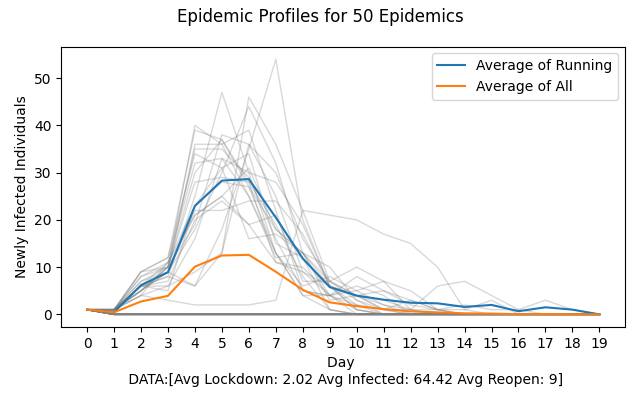 Epidemic Profiles for 50 Epidemics
Average of Running
Average of All
Newly Infected Individuals
50
40
30
20
10
0
0 1 2 3 4 5 6 7 8 9 10 11 12 13 14 15 16 17 18 19
Day
DATA:[Avg Lockdown: 2.02 Avg Infected: 64.42 Avg Reopen: 9]